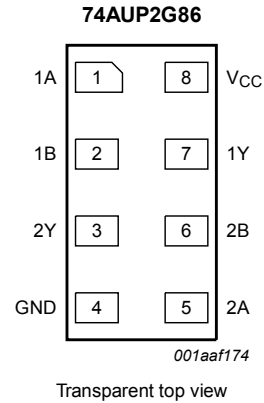 74AUP2G86
1A 1 8 VCC
1B 2 7 1Y
2Y 3 6 2B
GND 4 5 2A
001aaf174
Transparent top view